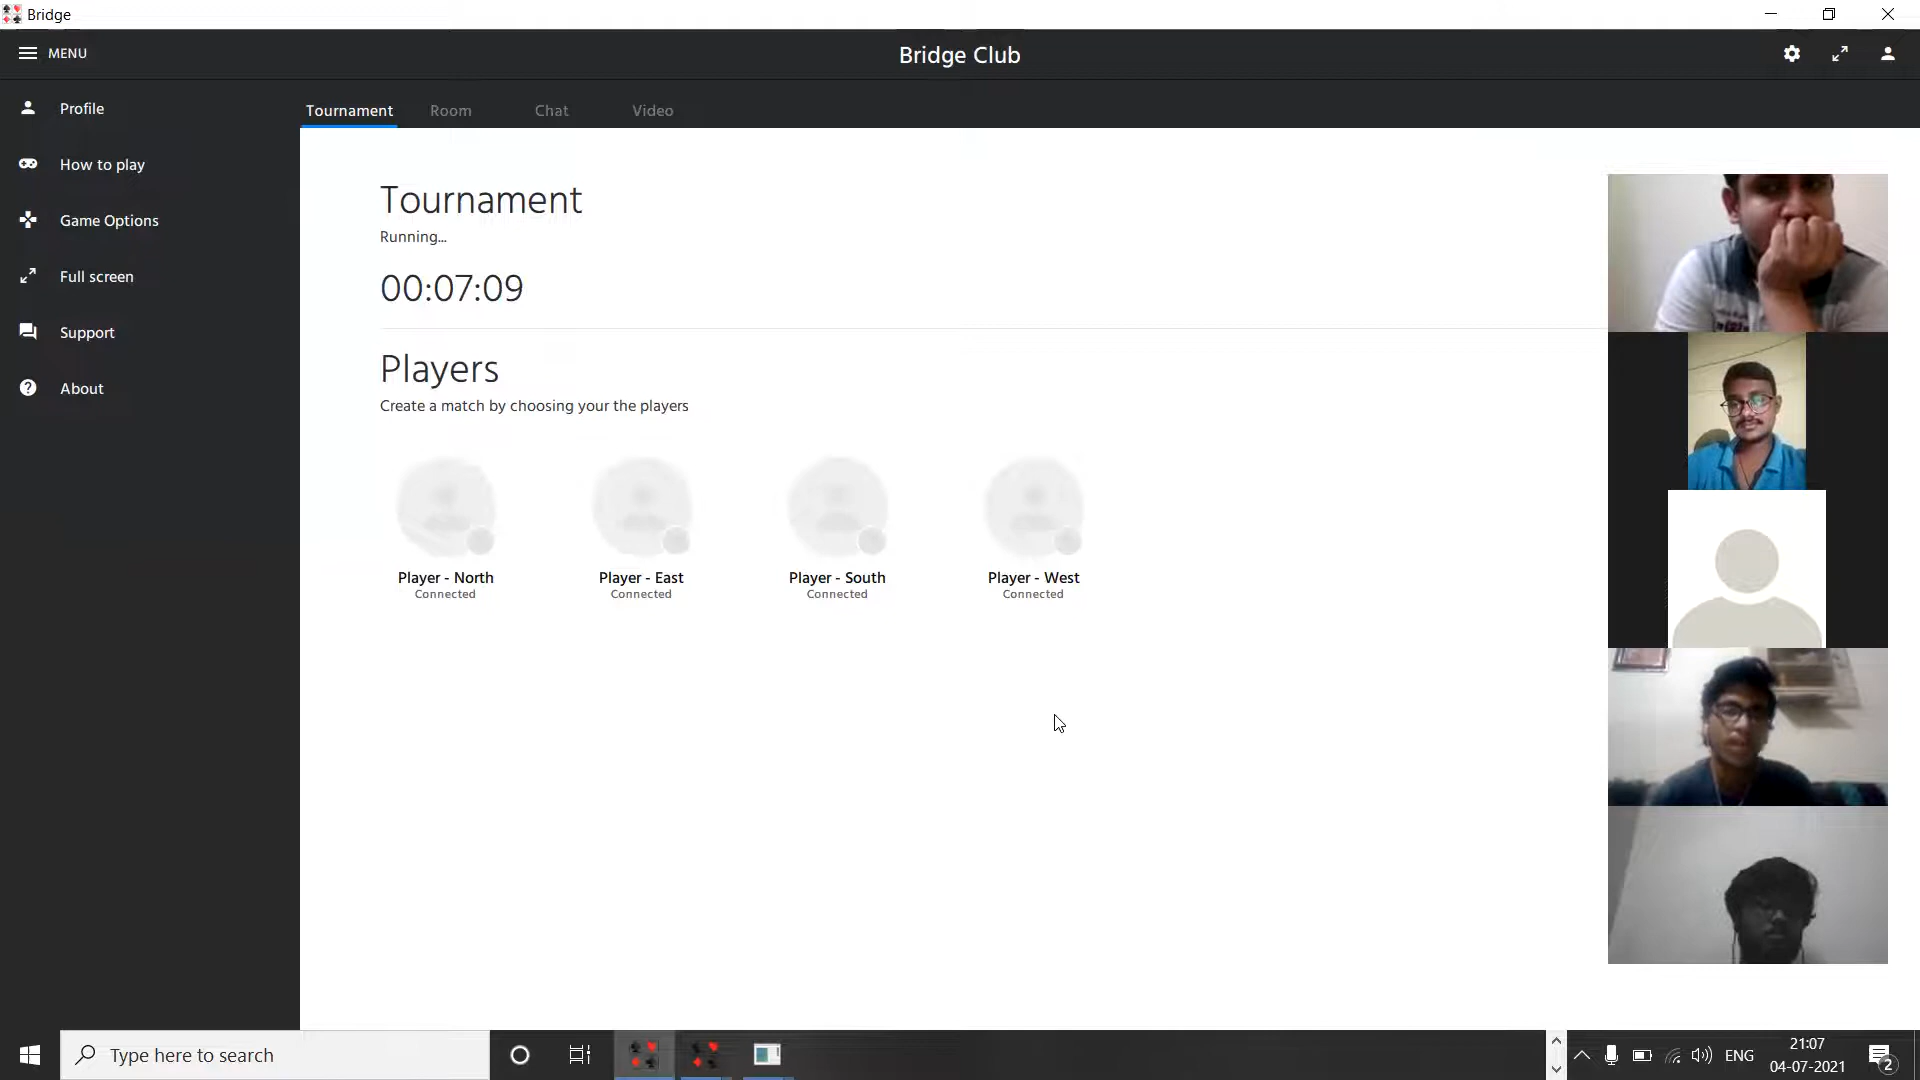 Bridge
MENU
Bridge Club
Profile
How to play
Game Options
Full screen
Support
About
Tournament Room Chat Video
Tournament
Running...
00:07:09
Players
Create a match by choosing your the players
Player - North
Connected
Player - East
Connected
Player - South
Connected
Player - West
Connected
Type here to search
ENG
21:07
04-07-2021
2